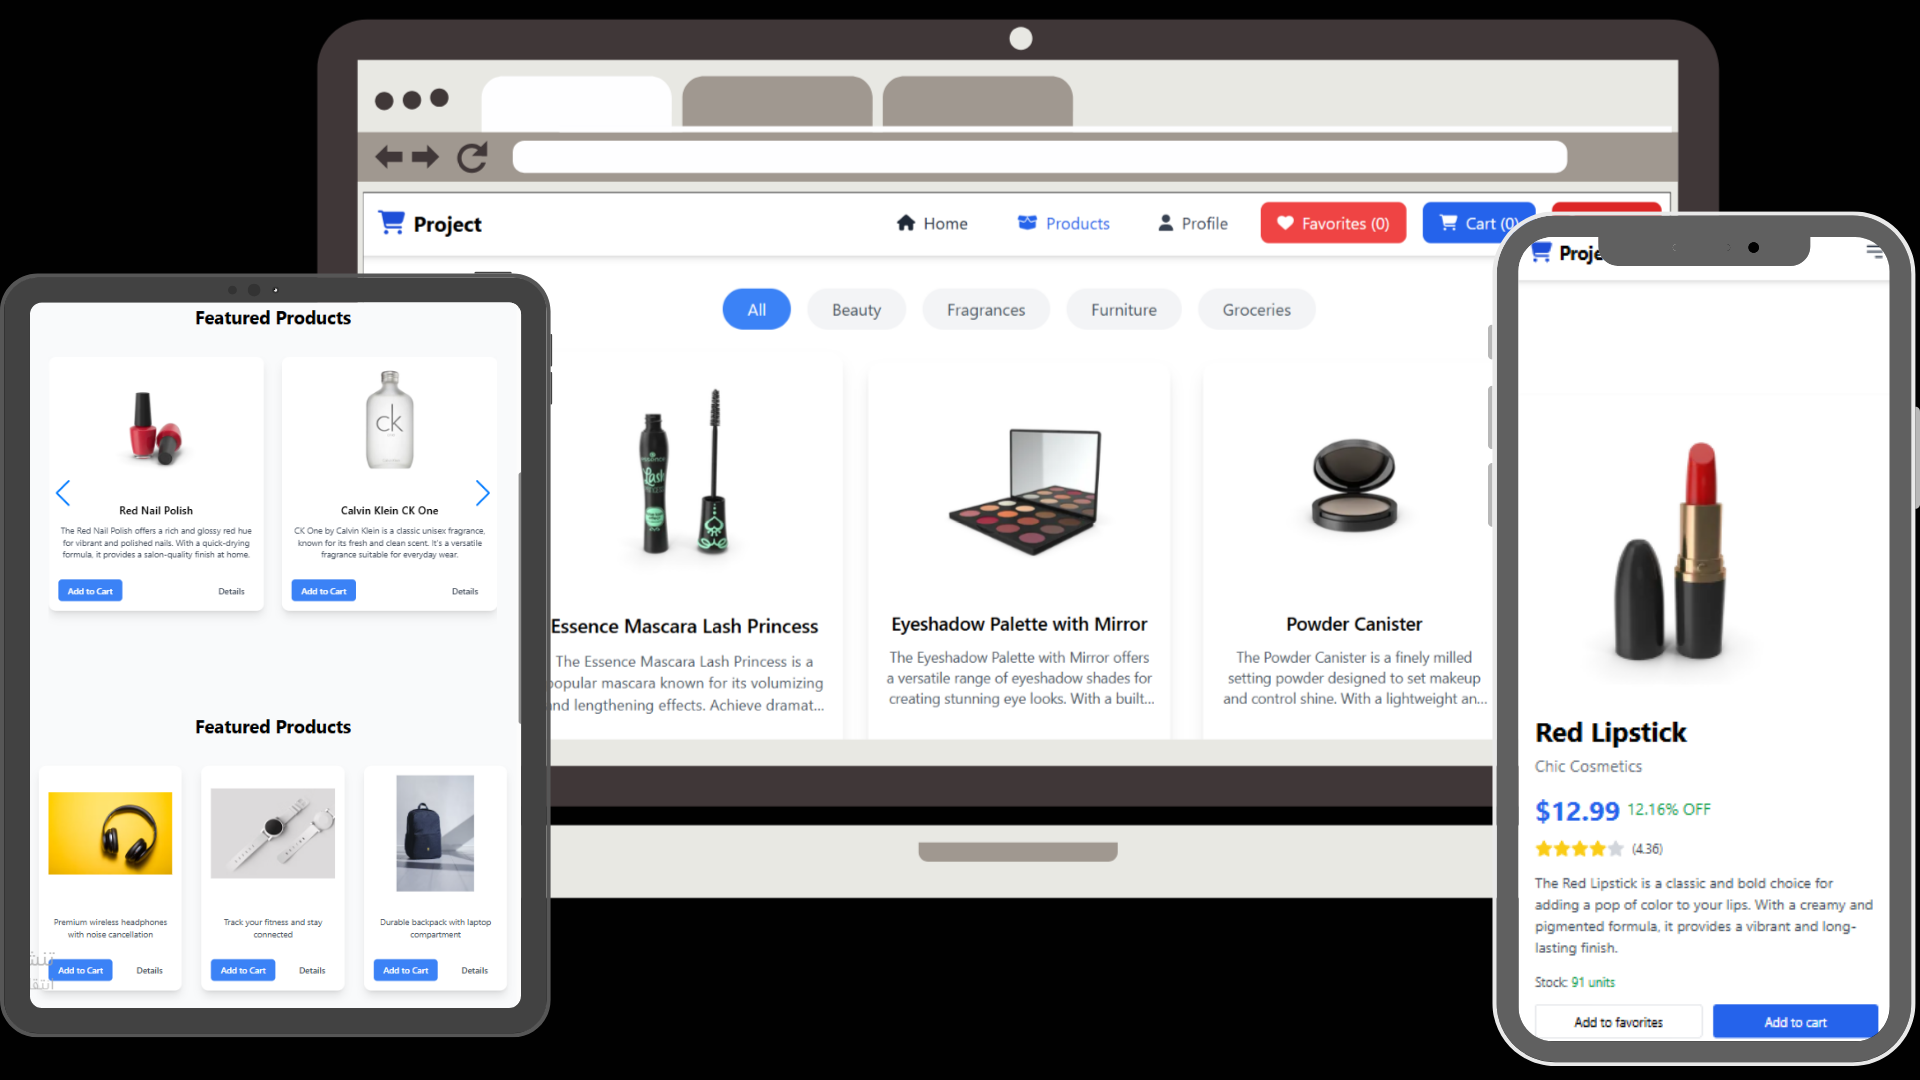 Project
Home
Products
Profile
Favorites (0)
Cart (0)
All
Beauty
Fragrances
Furniture
Groceries
Essence Mascara Lash Princess
The Essence Mascara Lash Princess is a
popular mascara known for its volumizing
and lengthening effects. Achieve dramat...
Eyeshadow Palette with Mirror
The Eyeshadow Palette with Mirror offers
a versatile range of eyeshadow shades for
creating stunning eye looks. With a built...
Powder Canister
The Powder Canister is a finely milled
setting powder designed to set makeup
and control shine. With a lightweight an...
Featured Products
ck
Red Nail Polish
The Red Nail Polish offers a rich and glossy red hue
for vibrant and polished nails. With a quick-drying
formula, it provides a salon-quality finish at home.
Add to Cart
Details
Calvin Klein CK One
CK One by Calvin Klein is a classic unisex fragrance,
known for its fresh and clean scent. It's a versatile
fragrance suitable for everyday wear.
Add to Cart
Details
Featured Products
Premium wireless headphones
with noise cancellation
Add to Cart
Details
Track your fitness and stay
connected
Add to Cart
Details
Durable backpack with laptop
compartment
Add to Cart
Details
Proje
Red Lipstick
Chic Cosmetics
$12.99 12.16% OFF
(4.36)
The Red Lipstick is a classic and bold choice for
adding a pop of color to your lips. With a creamy and
pigmented formula, it provides a vibrant and long-
lasting finish.
Stock: 91 units
Add to favorites
Add to cart